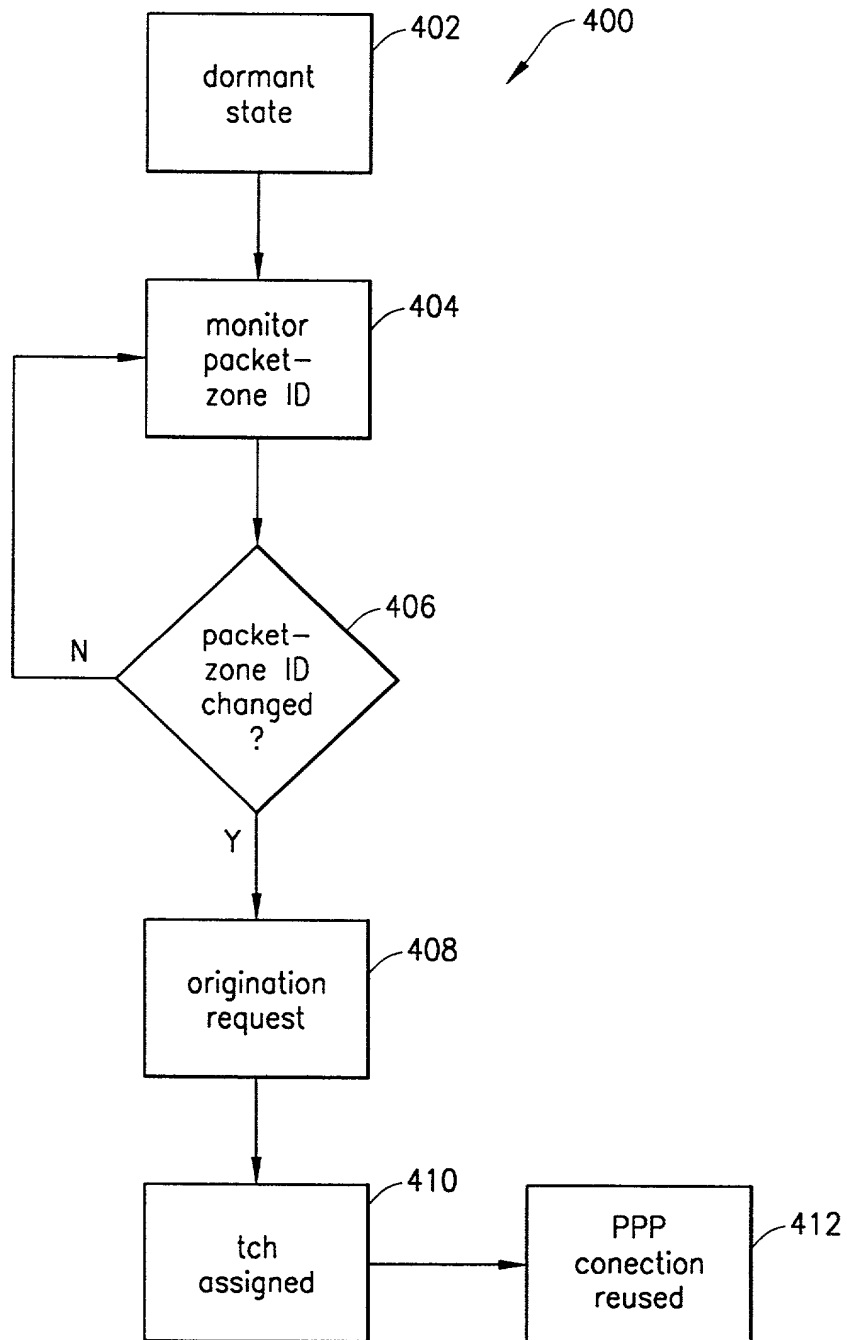 402
400
dormant
state
404
monitor
packet-
zone ID
406
packet-
zone ID
changed
?
N
Y
408
origination
request
410
tch
assigned
412
PPP
conection
reused